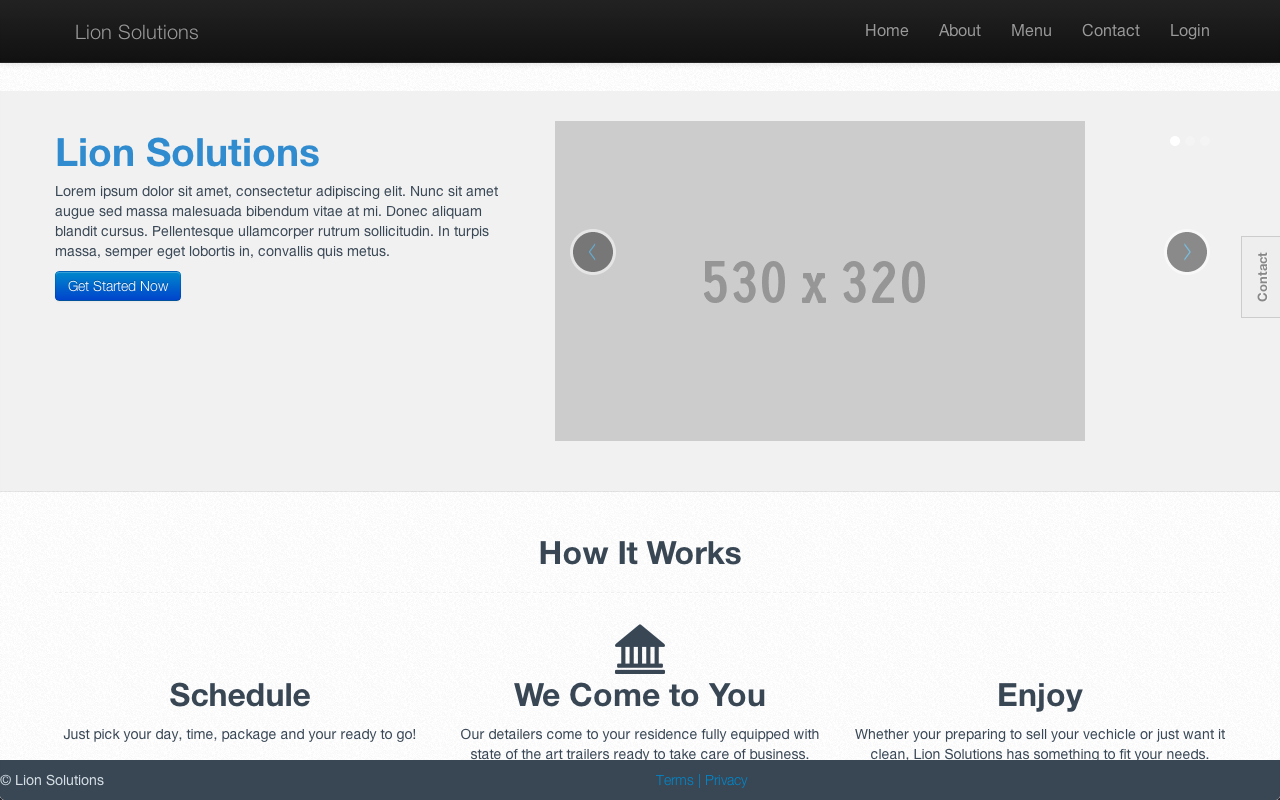 Lion Solutions
Home
About
Menu
Contact
Login
Lion Solutions
Lorem ipsum dolor sit amet, consectetur adipiscing elit. Nunc sit amet
augue sed massa malesuada bibendum vitae at mi. Donec aliquam
blandit cursus. Pellentesque ullamcorper rutrum sollicitudin. In turpis
massa, semper eget lobortis in, convallis quis metus.
Get Started Now
530 x 320
Contact
How It Works
Schedule
Just pick your day, time, package and your ready to go!
We Come to You
Our detailers come to your residence fully equipped with
state of the art trailers ready to take care of business.
Enjoy
Whether your preparing to sell your vechicle or just want it
clean, Lion Solutions has something to fit your needs.
© Lion Solutions
Terms | Privacy